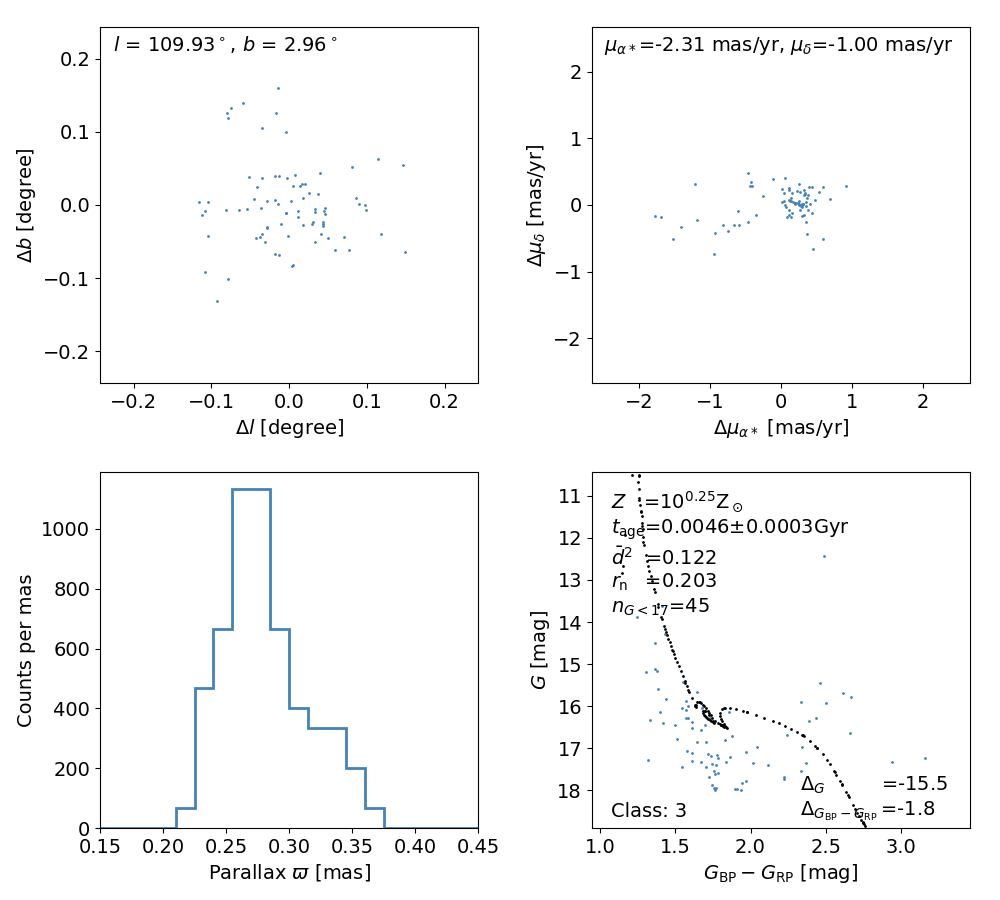 l = 109.93°, b = 2.96°
0.2
0.1
0.0
−0.1
−0.2
Δb [degree]
−0.2 −0.1 0.0 0.1 0.2
Δl [degree]
μα∗=-2.31 mas/yr, μδ=-1.00 mas/yr
2
1
0
−1
−2
Δμδ [mas/yr]
−2 −1 0 1 2
Δμα∗ [mas/yr]
1000
800
600
400
200
0
Counts per mas
0.15 0.20 0.25 0.30 0.35 0.40 0.45
Parallax ϖ [mas]
Z =10^0.25 Z⊙
tage=0.0046±0.0003Gyr
d̄² =0.122
rn =0.203
nG<17=45
11
12
13
14
15
16
17
18
G [mag]
ΔG =-15.5
Class: 3
ΔGBP−GRP =-1.8
1.0 1.5 2.0 2.5 3.0
GBP − GRP [mag]